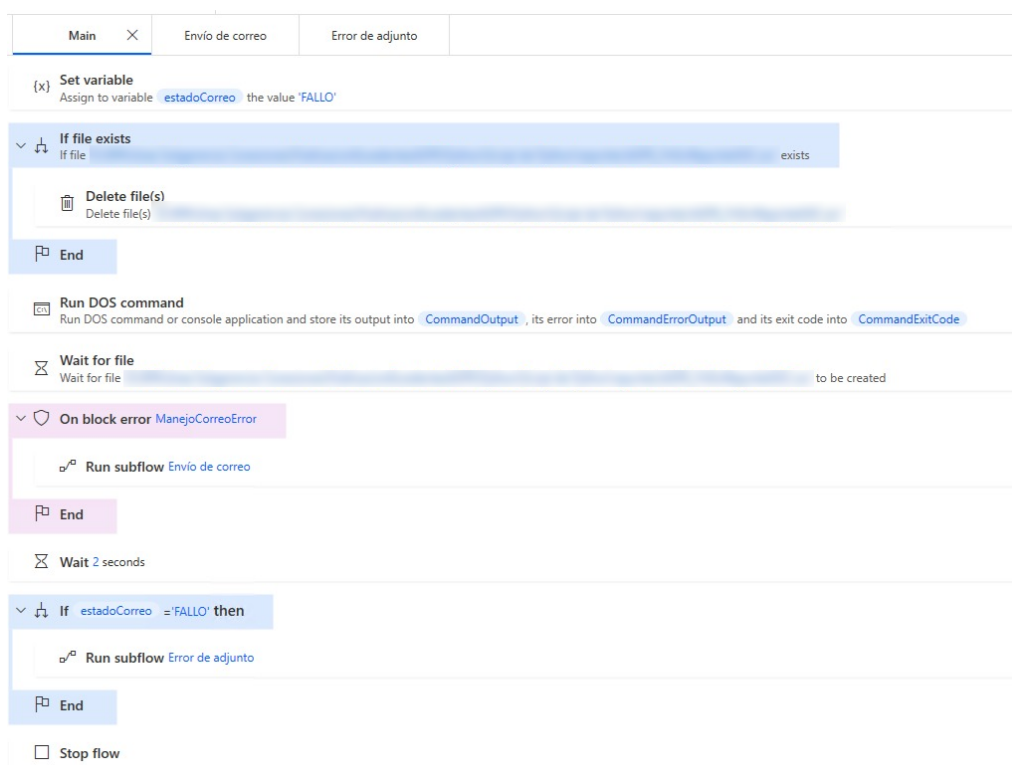 Main
Envío de correo
Error de adjunto
{x} Set variable
Assign to variable estadoCorreo the value 'FALLO'
If file exists
If file exists
Delete file(s)
Delete file(s)
End
Run DOS command
Run DOS command or console application and store its output into CommandOutput , its error into CommandErrorOutput and its exit code into CommandExitCode
Wait for file
Wait for file to be created
On block error ManejoCorreoError
Run subflow Envío de correo
End
Wait 2 seconds
If estadoCorreo ='FALLO' then
Run subflow Error de adjunto
End
Stop flow